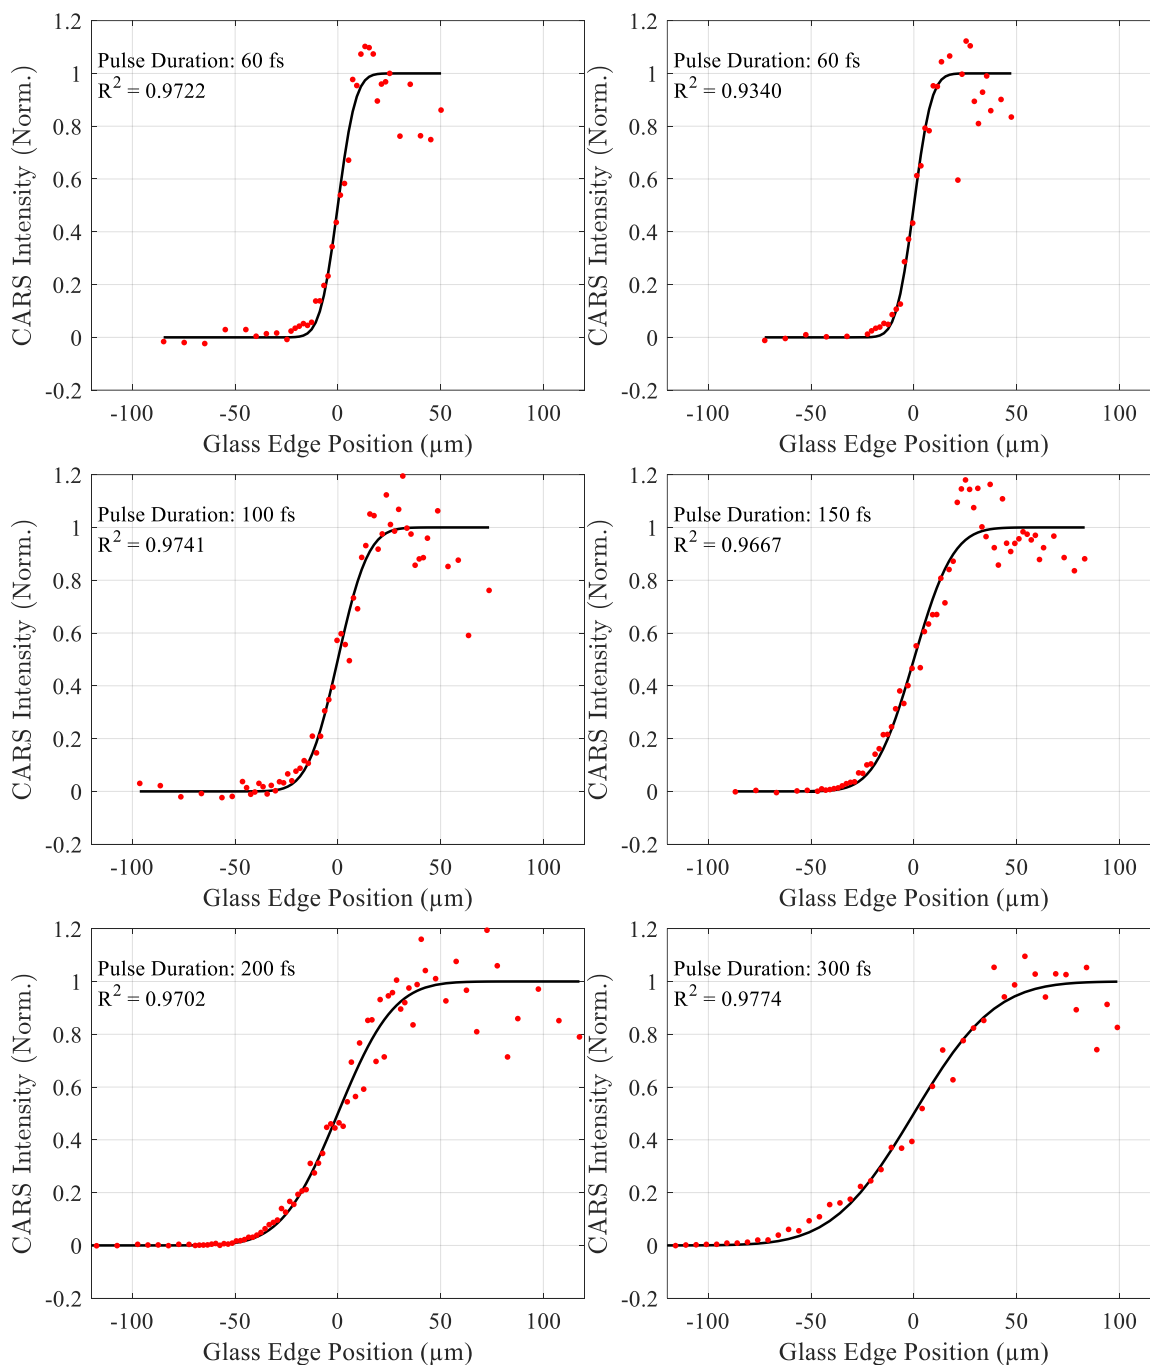 1.2
1
0.8
0.6
0.4
0.2
0
-0.2
CARS Intensity (Norm.)
Pulse Duration: 60 fs
R² = 0.9722
-100 -50 0 50 100
Glass Edge Position (µm)
1.2
1
0.8
0.6
0.4
0.2
0
-0.2
CARS Intensity (Norm.)
Pulse Duration: 60 fs
R² = 0.9340
-100 -50 0 50 100
Glass Edge Position (µm)
1.2
1
0.8
0.6
0.4
0.2
0
-0.2
CARS Intensity (Norm.)
Pulse Duration: 100 fs
R² = 0.9741
-100 -50 0 50 100
Glass Edge Position (µm)
1.2
1
0.8
0.6
0.4
0.2
0
-0.2
CARS Intensity (Norm.)
Pulse Duration: 150 fs
R² = 0.9667
-100 -50 0 50 100
Glass Edge Position (µm)
1.2
1
0.8
0.6
0.4
0.2
0
-0.2
CARS Intensity (Norm.)
Pulse Duration: 200 fs
R² = 0.9702
-100 -50 0 50 100
Glass Edge Position (µm)
1.2
1
0.8
0.6
0.4
0.2
0
-0.2
CARS Intensity (Norm.)
Pulse Duration: 300 fs
R² = 0.9774
-100 -50 0 50 100
Glass Edge Position (µm)